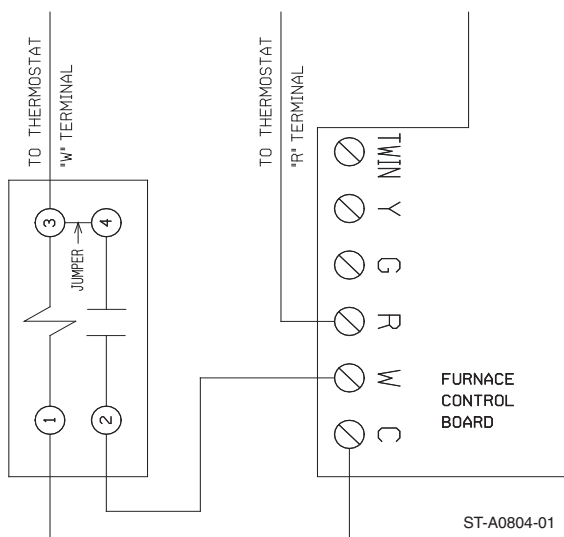 TO THERMOSTAT
"W" TERMINAL
TO THERMOSTAT
"R" TERMINAL
3
4
JUMPER
1
2
TWIN
Y
G
R
W
C
FURNACE
CONTROL
BOARD
ST-A0804-01